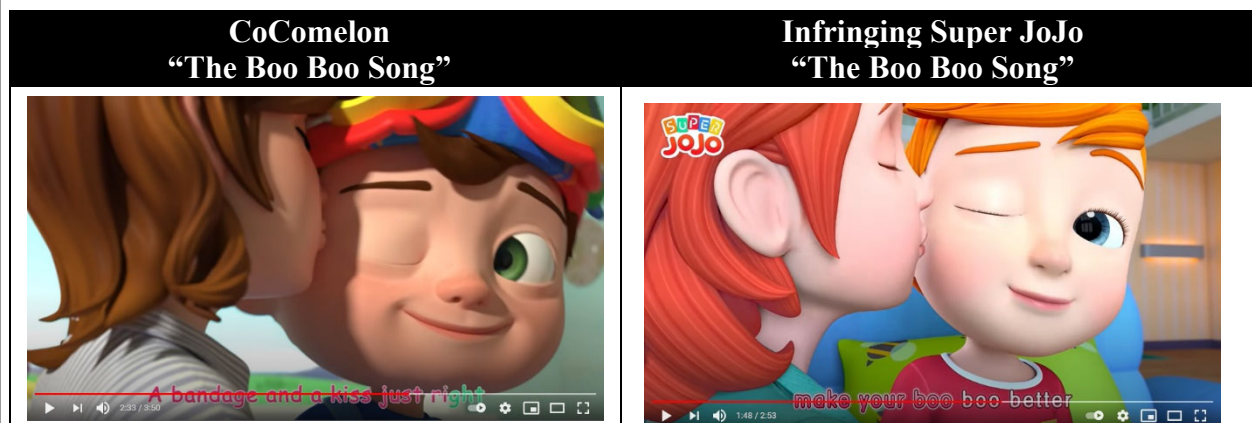 CoComelon
“The Boo Boo Song”
Infringing Super JoJo
“The Boo Boo Song”
A bandage and a kiss just right
2:33 / 3:50
SUPER
JOJO
make your boo boo better
1:48 / 2:53